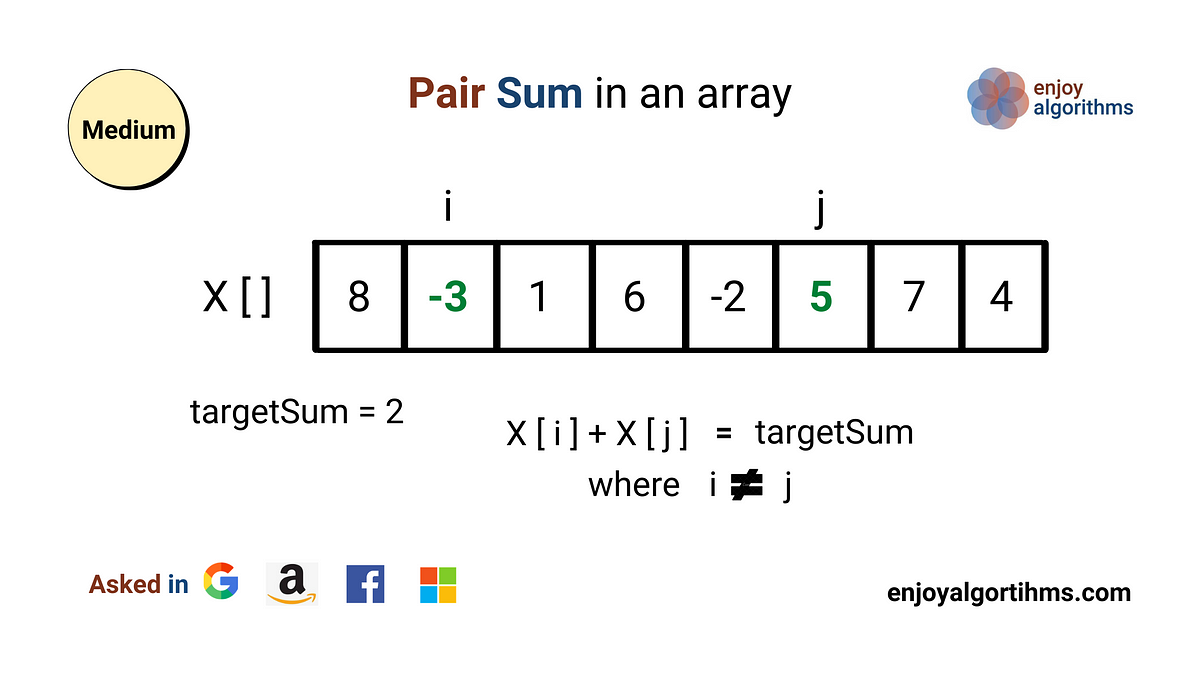 Pair Sum in an array
enjoy
algorithms
Medium
i j
X [ ] 8 -3 1 6 -2 5 7 4
targetSum = 2
X [ i ] + X [ j ] = targetSum
where i ≠ j
Asked in G a f
enjoyalgortihms.com